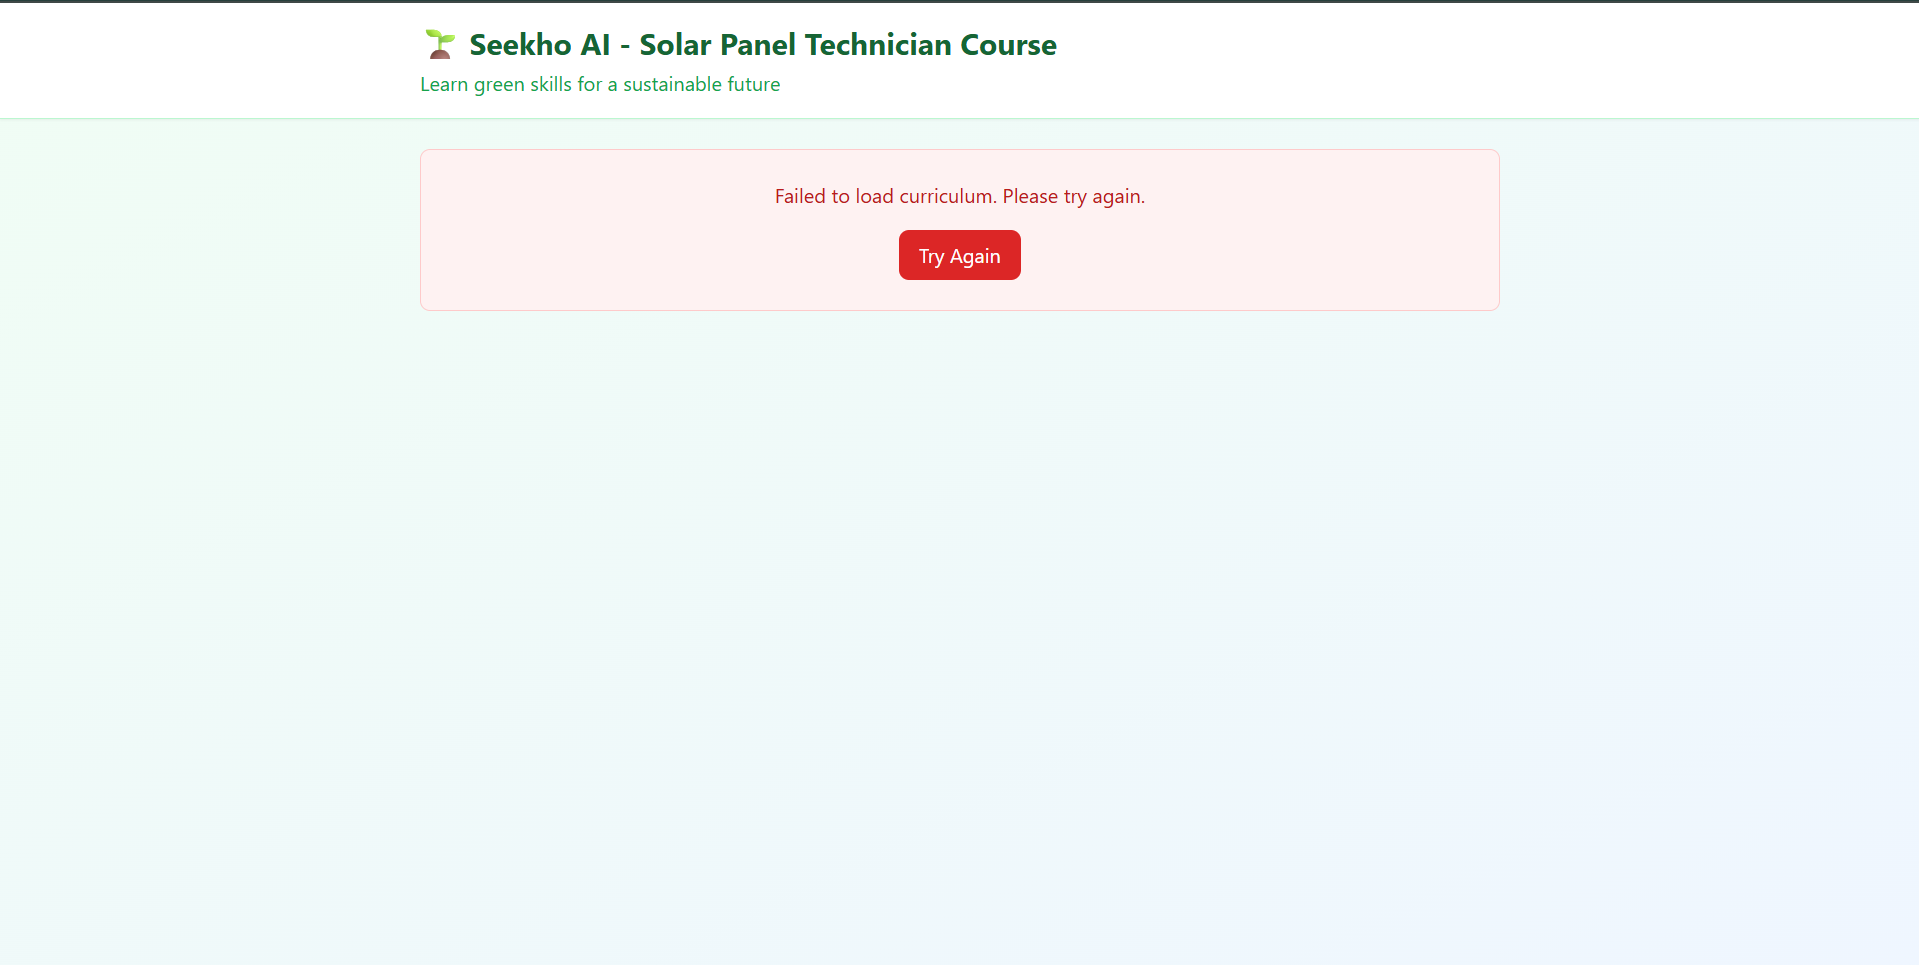 Seekho AI - Solar Panel Technician Course
Learn green skills for a sustainable future
Failed to load curriculum. Please try again.
Try Again